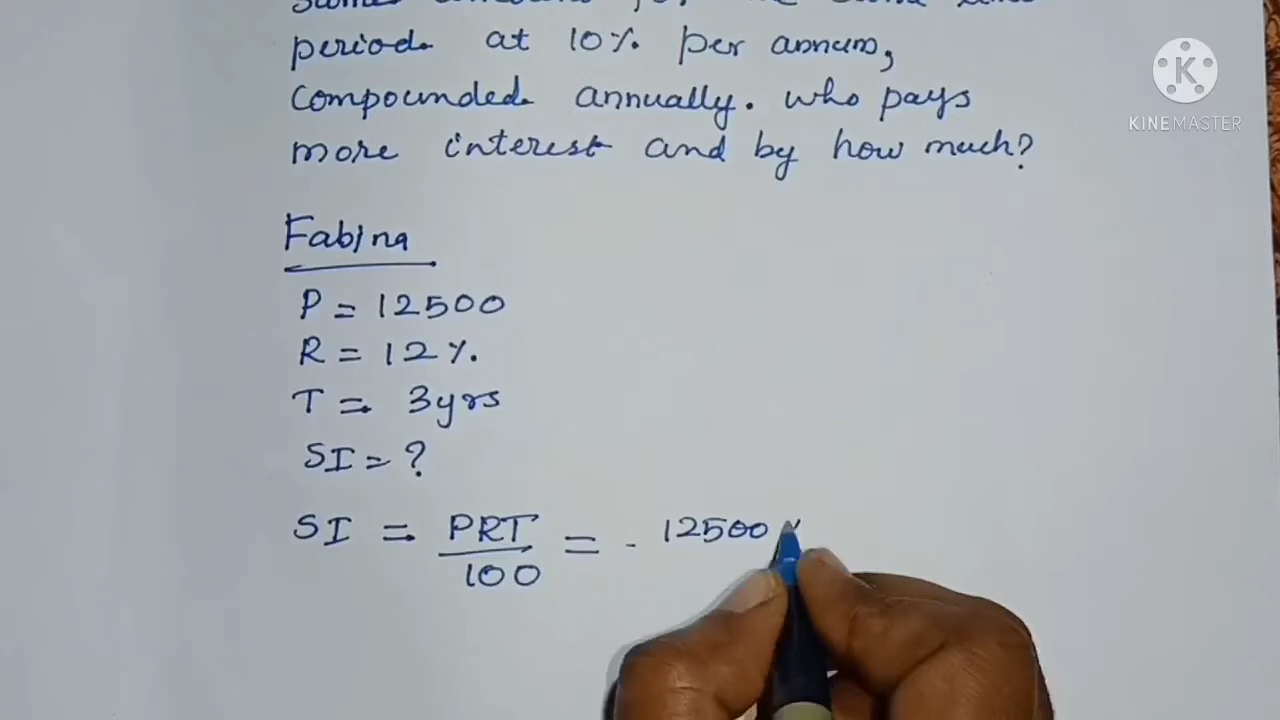 period at 10% per annum,
compounded annually. who pays
more interest and by how much?
K
KINEMASTER
Fabina
P = 12500
R = 12%.
T = 3yrs
SI = ?
SI = PRT/100 = 12500 ×